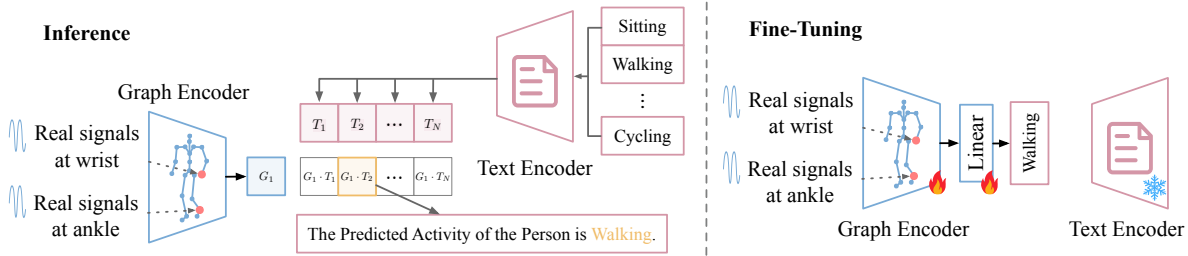 Inference
Graph Encoder
Real signals
at wrist
Real signals
at ankle
G₁
T₁ T₂ ••• T_N
G₁ · T₁ G₁ · T₂ ••• G₁ · T_N
Text Encoder
Sitting
Walking
⋮
Cycling
The Predicted Activity of the Person is Walking.
Fine-Tuning
Real signals
at wrist
Real signals
at ankle
Graph Encoder
Linear
Walking
Text Encoder